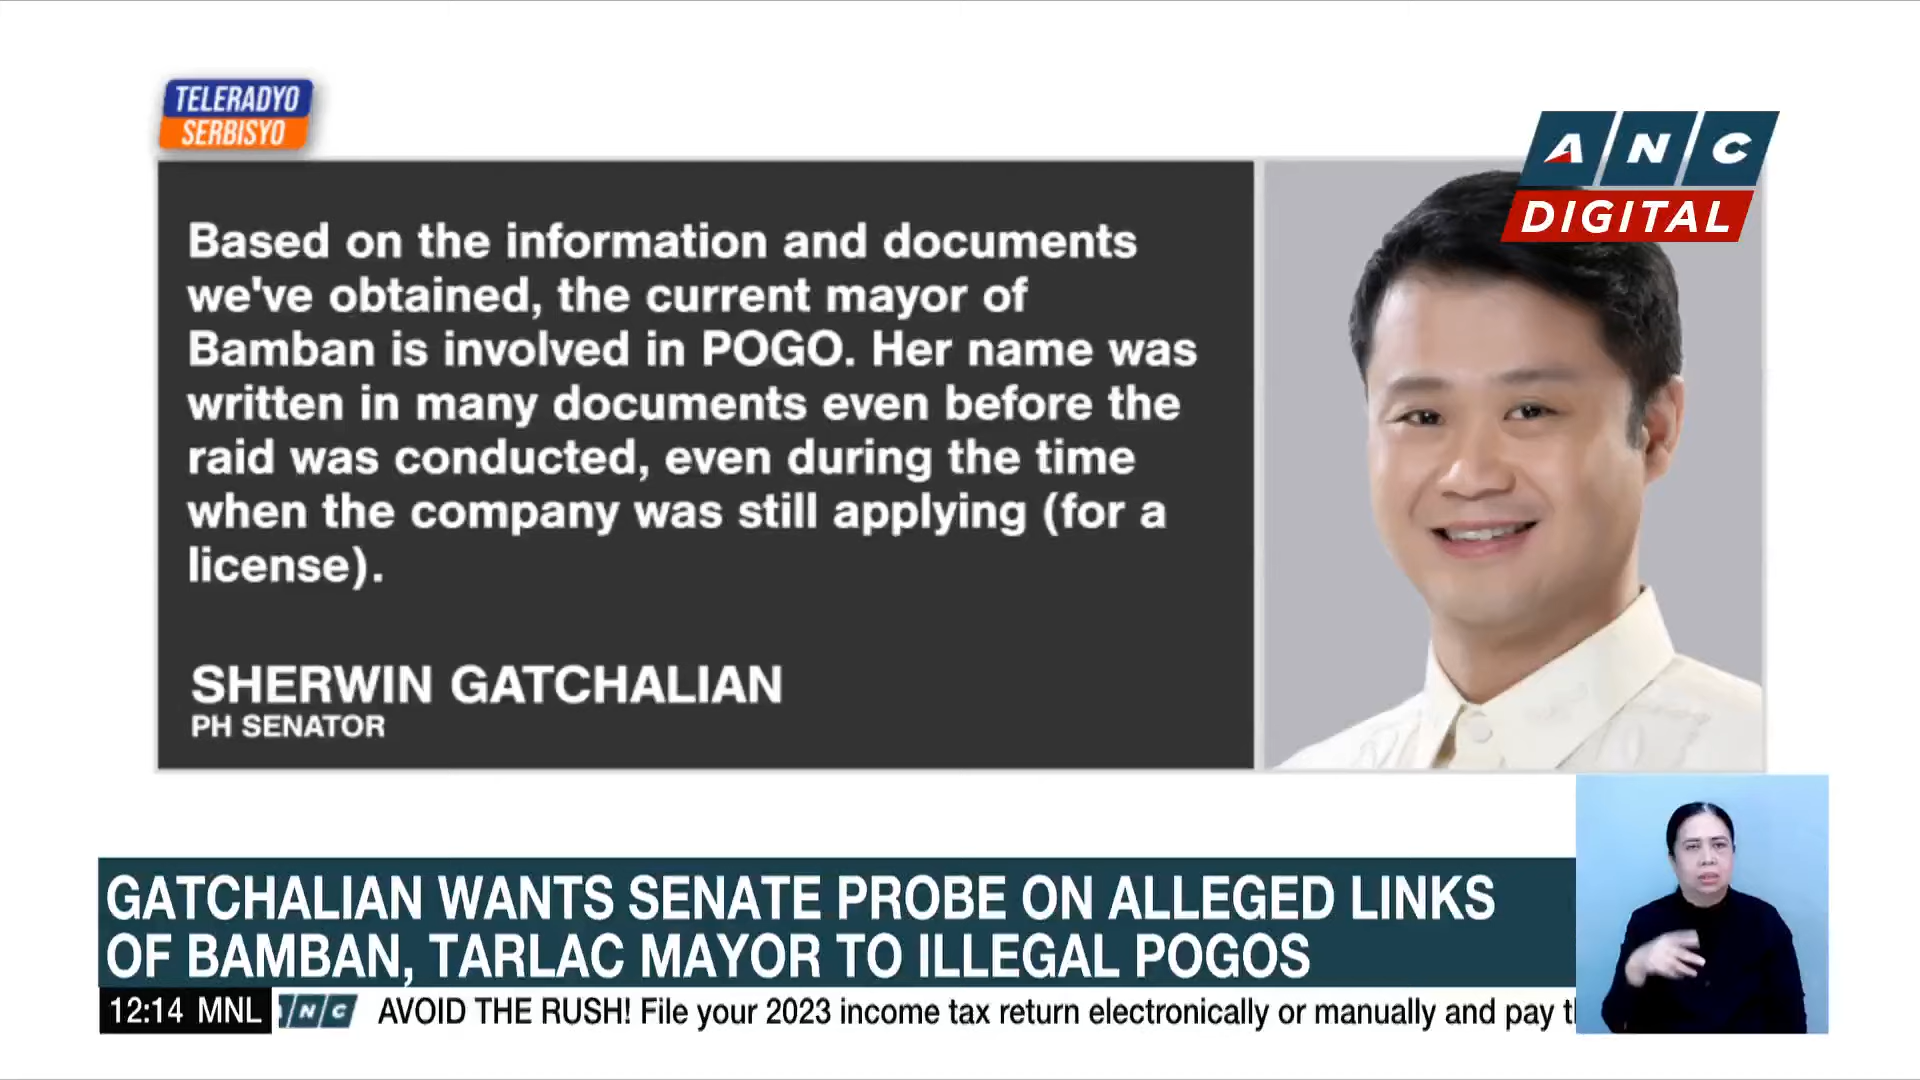 TELERADYO
SERBISYO
ANC
DIGITAL
Based on the information and documents
we've obtained, the current mayor of
Bamban is involved in POGO. Her name was
written in many documents even before the
raid was conducted, even during the time
when the company was still applying (for a
license).
SHERWIN GATCHALIAN
PH SENATOR
GATCHALIAN WANTS SENATE PROBE ON ALLEGED LINKS
OF BAMBAN, TARLAC MAYOR TO ILLEGAL POGOS
12:14 MNL ANC AVOID THE RUSH! File your 2023 income tax return electronically or manually and pay